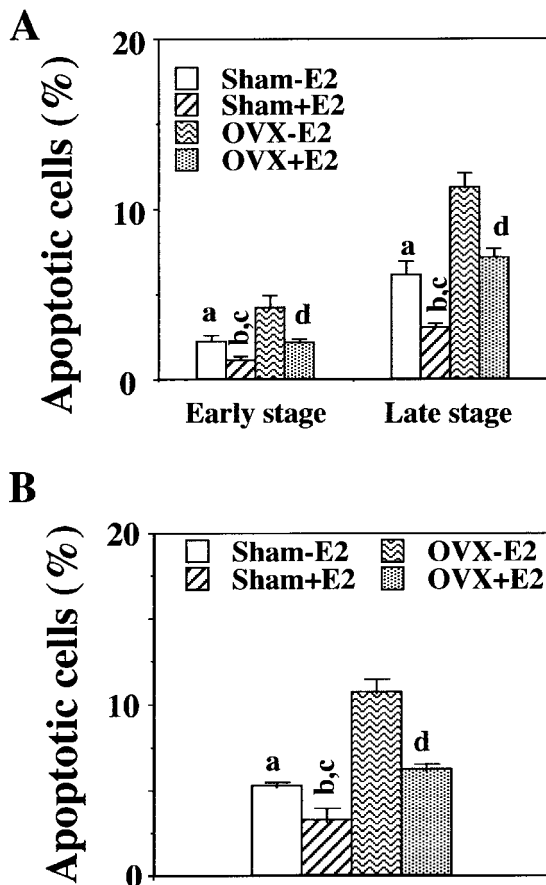 A
Apoptotic cells (%)
20
10
0
Sham-E2
Sham+E2
OVX-E2
OVX+E2
a
b,c
d
a
b,c
d
Early stage
Late stage
B
Apoptotic cells (%)
20
10
0
Sham-E2
OVX-E2
Sham+E2
OVX+E2
a
b,c
d